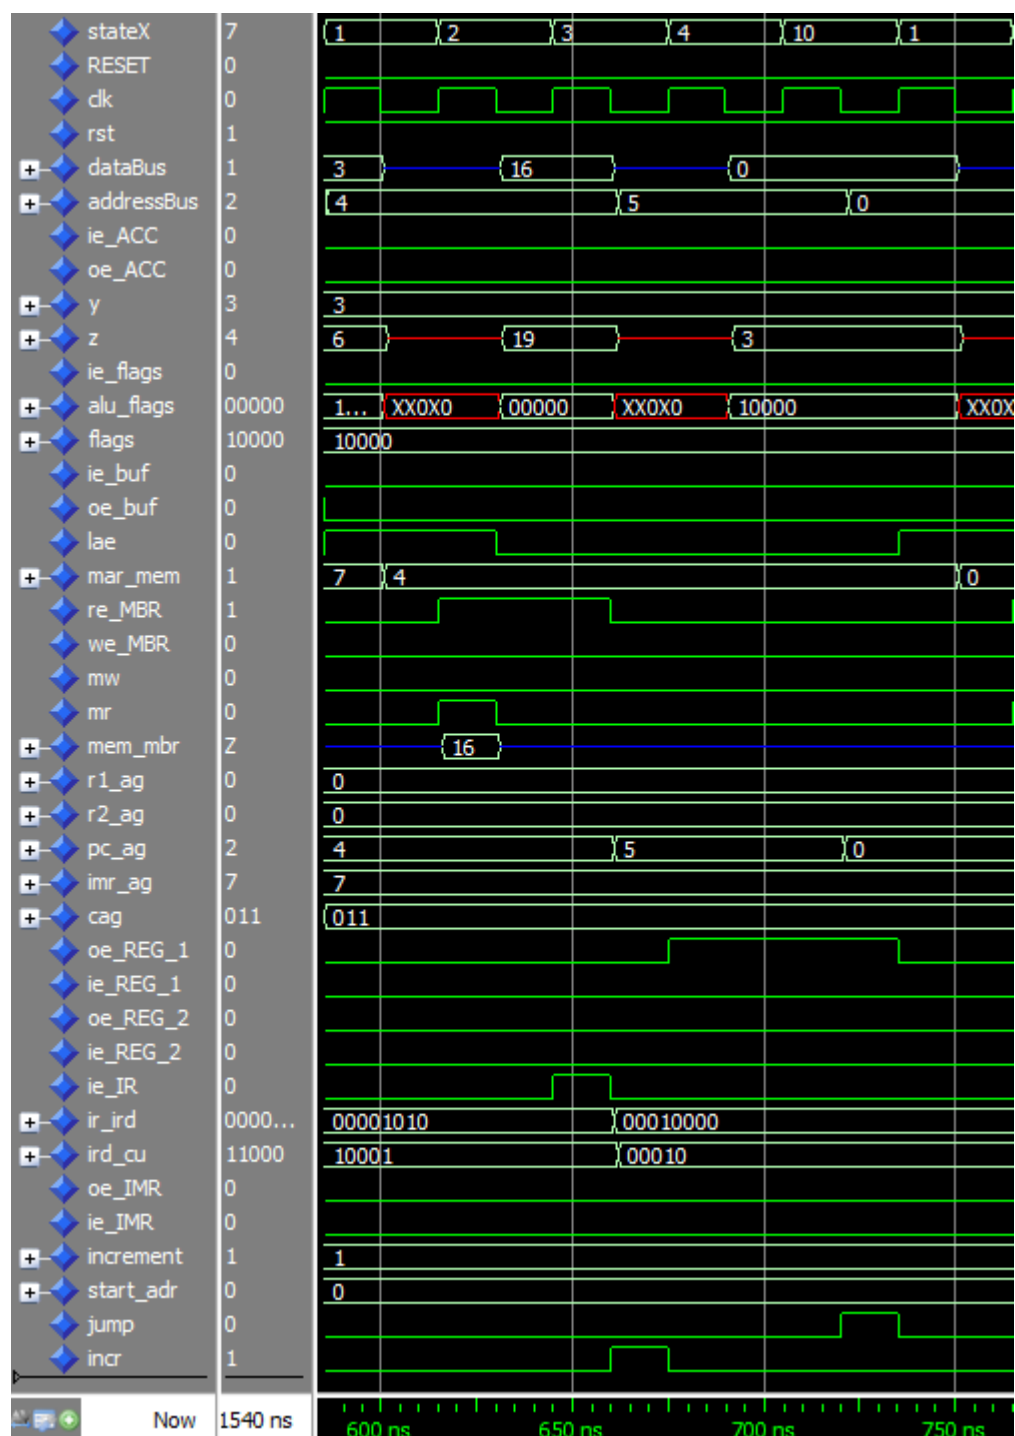 stateX 7 1 2 3 4 10 1
RESET 0
clk 0
rst 1
dataBus 1 3 16 0
addressBus 2 4 5 0
ie_ACC 0
oe_ACC 0
y 3 3
z 4 6 19 3
ie_flags 0
alu_flags 00000 1... XX0X0 00000 XX0X0 10000 XX0X
flags 10000 10000
ie_buf 0
oe_buf 0
lae 0
mar_mem 1 7 4 0
re_MBR 1
we_MBR 0
mw 0
mr 0
mem_mbr Z 16
r1_ag 0 0
r2_ag 0 0
pc_ag 2 4 5 0
imr_ag 7 7
cag 011 011
oe_REG_1 0
ie_REG_1 0
oe_REG_2 0
ie_REG_2 0
ie_IR 0
ir_ird 0000... 00001010 00010000
ird_cu 11000 10001 00010
oe_IMR 0
ie_IMR 0
increment 1 1
start_adr 0 0
jump 0
incr 1
Now 1540 ns 600 ns 650 ns 700 ns 750 ns